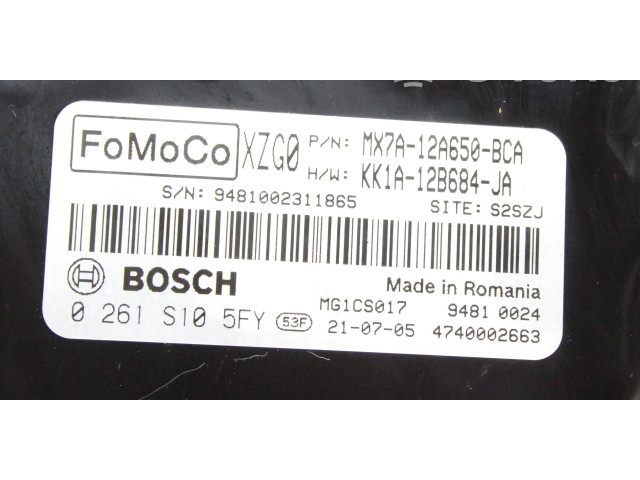 FoMoCo XZG0 P/N: MX7A-12A650-BCA
H/W: KK1A-12B684-JA
S/N: 9481002311865 SITE: S2SZJ
BOSCH Made in Romania
MG1CS017 9481 0024
0 261 S10 5FY 53F 21-07-05 4740002663